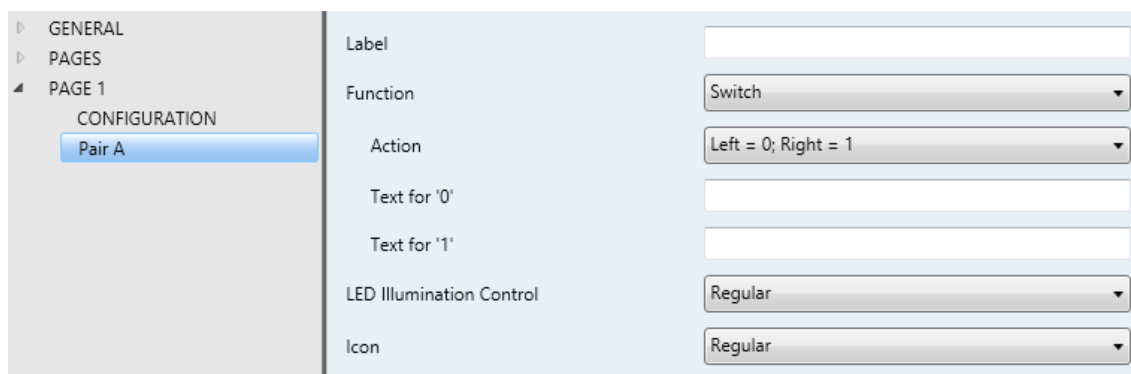 GENERAL
PAGES
PAGE 1
CONFIGURATION
Pair A
Label
Function Switch
Action Left = 0; Right = 1
Text for '0'
Text for '1'
LED Illumination Control Regular
Icon Regular